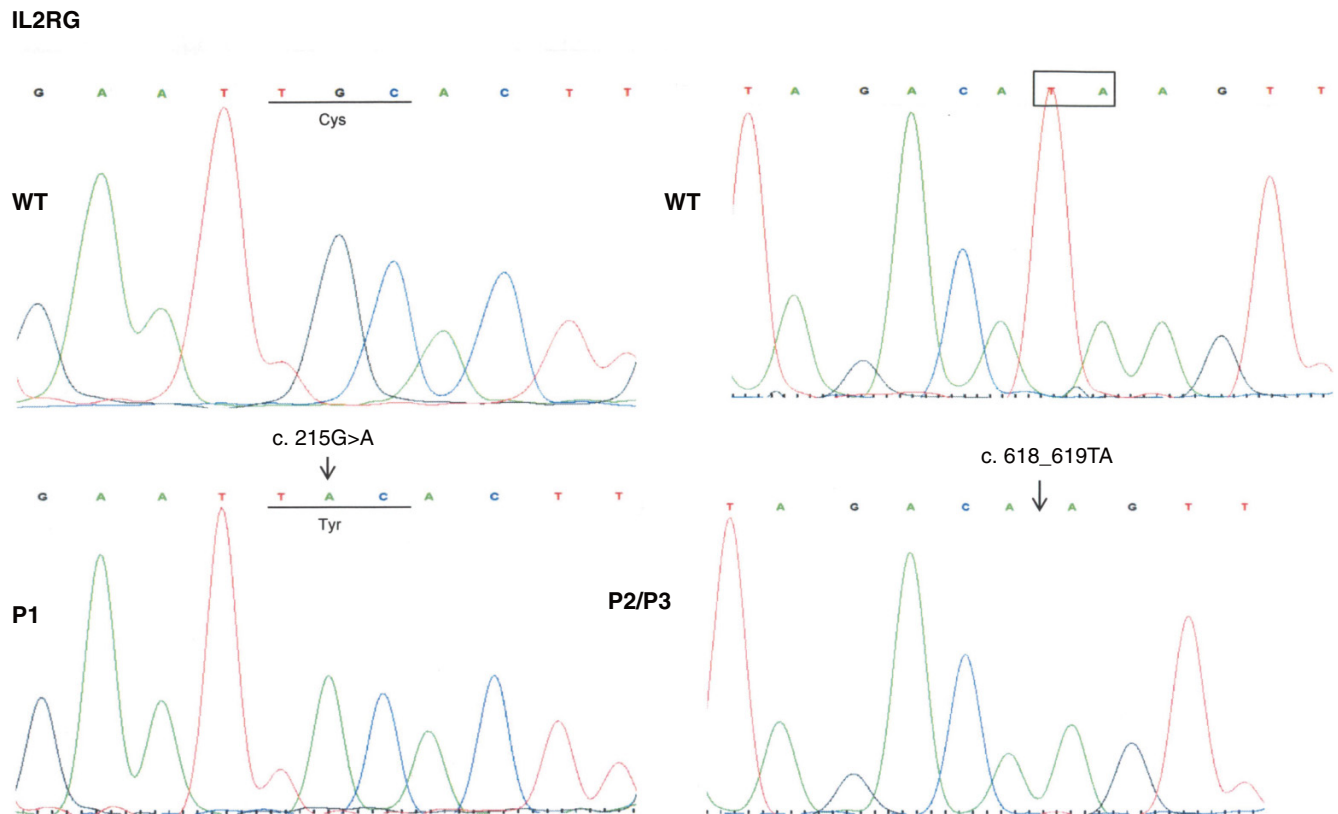 IL2RG
G A A T T G C A C T T
Cys
T A G A C A T A A G T T
WT
WT
c. 215G>A
G A A T T A C A C T T
Tyr
c. 618_619TA
T A G A C A A G T T
P1
P2/P3